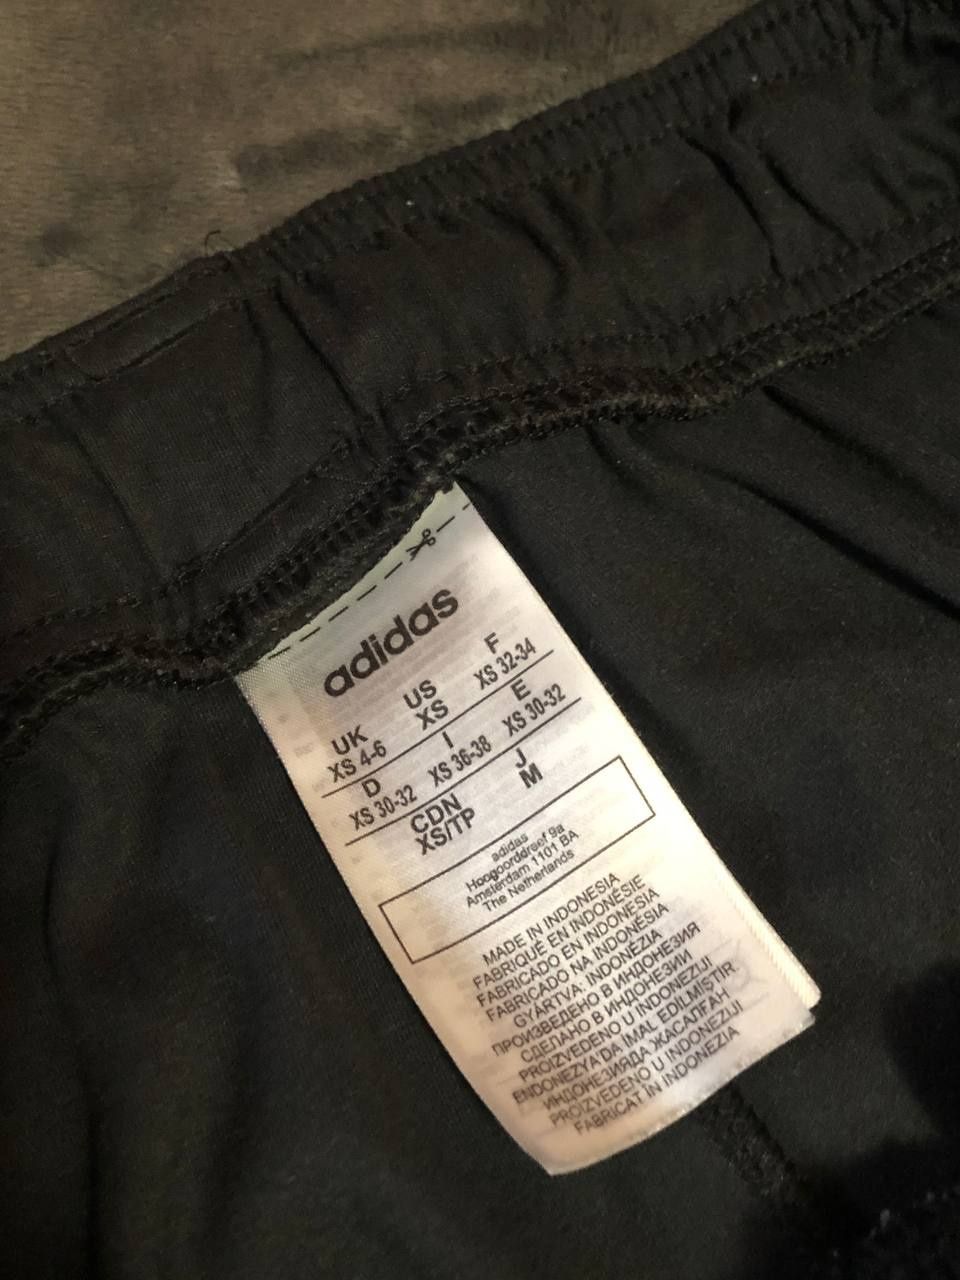 adidas
UK US F
XS 4-6 XS XS 32-34
D I E
XS 30-32 XS 36-38 XS 30-32
CDN J
XS/TP M
adidas
Hoogoorddreef 9a
Amsterdam 1101 BA
The Netherlands
MADE IN INDONESIA
FABRIQUÉ EN INDONÉSIE
FABRICADO EN INDONESIA
FABRICADO NA INDONÉSIA
GYÁRTVA: INDONÉZIA
ПРОИЗВЕДЕНО В ИНДОНЕЗИЯ
СДЕЛАНО В ИНДОНЕЗИИ
PROIZVEDENO U INDONEZIJI
ENDONEZYA'DA İMAL EDİLMİŞTİR
ИНДОНЕЗИЯДА ЖАСАЛҒАН
PROIZVEDENO U INDONEZIJI
FABRICAT ÎN INDONEZIA